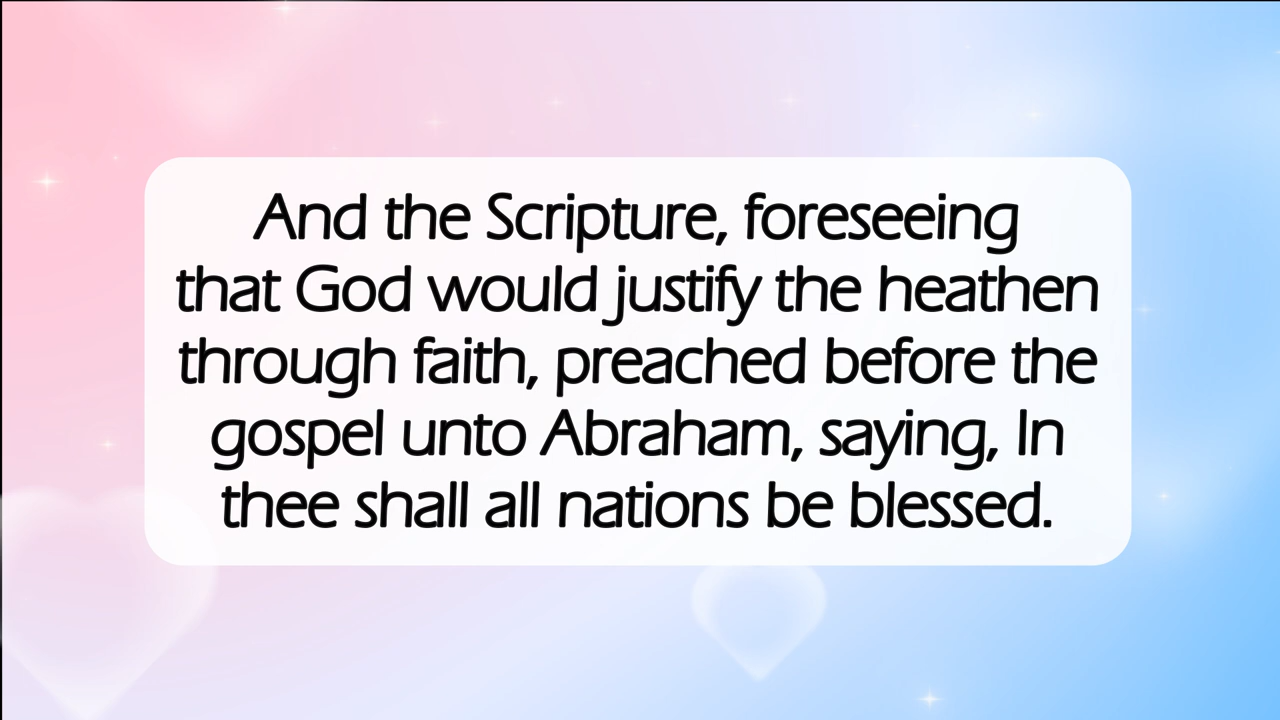 And the Scripture, foreseeing
that God would justify the heathen
through faith, preached before the
gospel unto Abraham, saying, In
thee shall all nations be blessed.